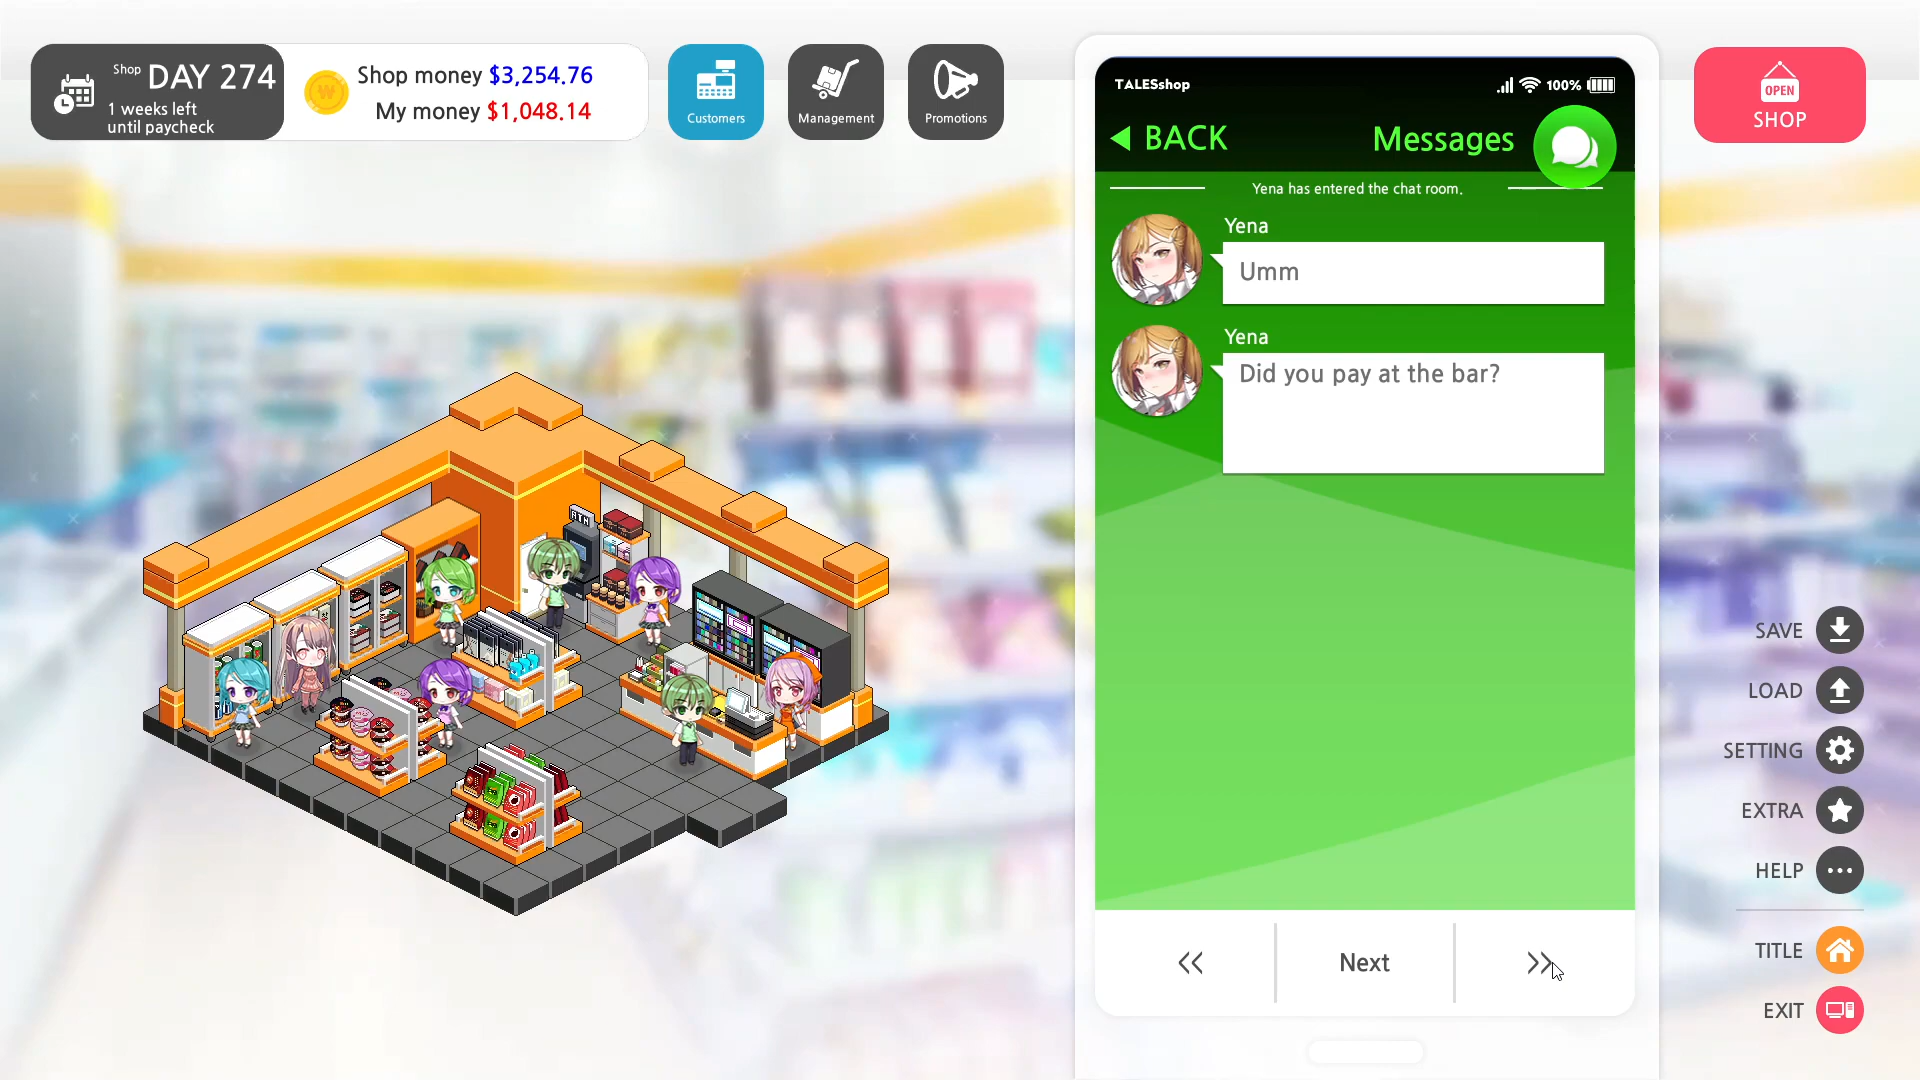 Shop DAY 274
1 weeks left
until paycheck
Shop money $3,254.76
My money $1,048.14
Customers
Management
Promotions
TALESshop
100%
BACK
Messages
OPEN
SHOP
Yena has entered the chat room.
Yena
Umm
Yena
Did you pay at the bar?
ATM
SAVE
LOAD
SETTING
EXTRA
HELP
TITLE
EXIT
<<
Next
>>